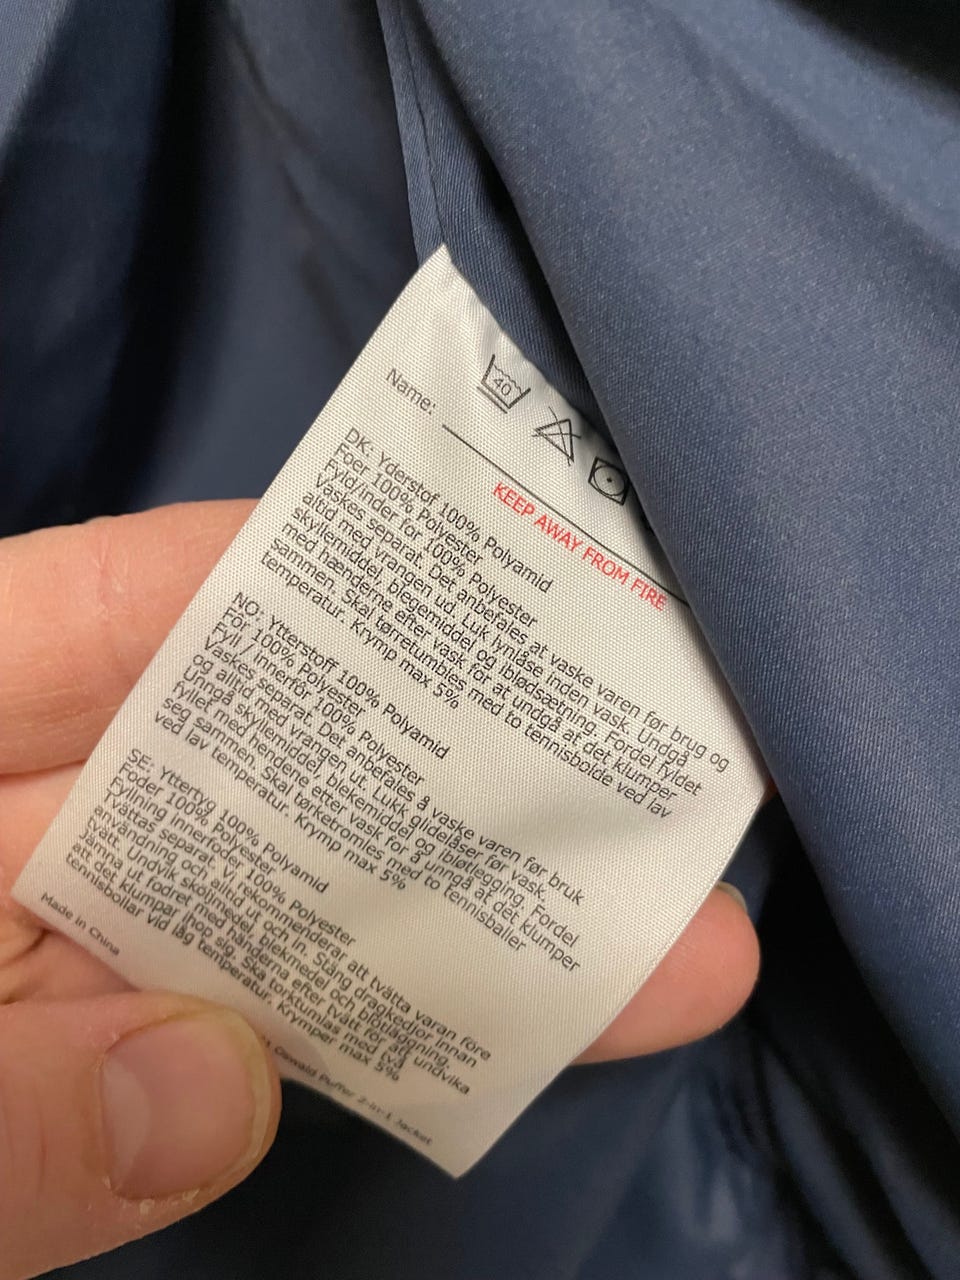 40
Name:
KEEP AWAY FROM FIRE
DK: Yderstof 100% Polyamid
Foer 100% Polyester
Fyld/inder for 100% Polyester
Vaskes separat. Det anbefales at vaske varen før brug og
altid med vrangen ud. Luk lynlåse inden vask. Undgå
skyllemiddel, blegemiddel og iblødsætning. Fordel fyldet
med hænderne efter vask for at undgå at det klumper
sammen. Skal tørretumbles med to tennisbolde ved lav
temperatur. Krymp max 5%
NO: Ytterstoff 100% Polyamid
Fôr 100% Polyester
Fyll / Innerfôr 100% Polyester
Vaskes separat. Det anbefales å vaske varen før bruk
og alltid med vrangen ut. Lukk glidelåser før vask.
Unngå skyllemiddel, blekemiddel og ibløtlegging. Fordel
fyllet med hendene etter vask for å unngå at det klumper
seg sammen. Skal tørketromles med to tennisballer
ved lav temperatur. Krymp max 5%
SE: Yttertyg 100% Polyamid
Foder 100% Polyester
Fyllning Innerfoder 100% Polyester
Tvättas separat. Vi rekommenderar att tvätta varan före
användning och alltid ut och in. Stäng dragkedjor innan
tvätt. Undvik sköljmedel, blekmedel och blötläggning.
Jämna ut fodret med händerna efter tvätt för att undvika
att det klumpar ihop sig. Ska torktumlas med två
tennisbollar vid låg temperatur. Krymper max 5%
Made in China
Oswald Puffer 2-in-1 Jacket